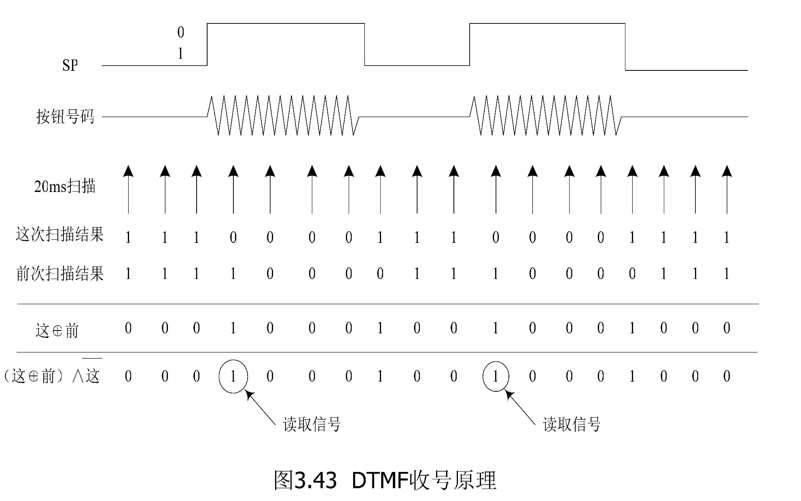 0
1
SP
按钮号码
20ms扫描
这次扫描结果 1 1 1 0 0 0 0 1 1 1 0 0 0 0 1 1 1 1
前次扫描结果 1 1 1 1 0 0 0 0 1 1 1 0 0 0 0 1 1 1
这⊕前 0 0 0 1 0 0 0 1 0 0 1 0 0 0 1 0 0 0
(这⊕前)∧这̅ 0 0 0 1 0 0 0 1 0 0 1 0 0 0 1 0 0 0
读取信号 读取信号
图3.43 DTMF收号原理